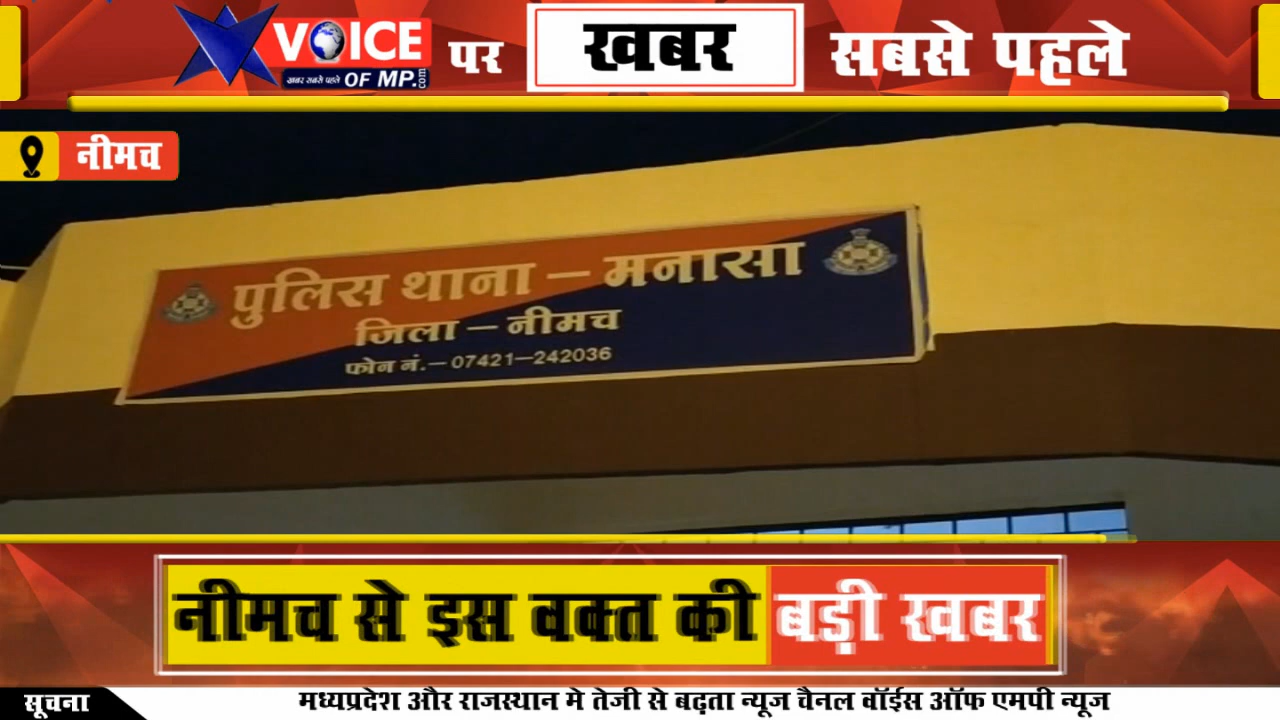 VOICE
खबर सबसे पहले OF MP.com
पर खबर सबसे पहले
नीमच
पुलिस थाना – मनासा
जिला – नीमच
फोन नं.– 07421–242036
नीमच से इस वक्त की बड़ी खबर
सूचना मध्यप्रदेश और राजस्थान मे तेजी से बढ़ता न्यूज चैनल वॉईस ऑफ एमपी न्यूज